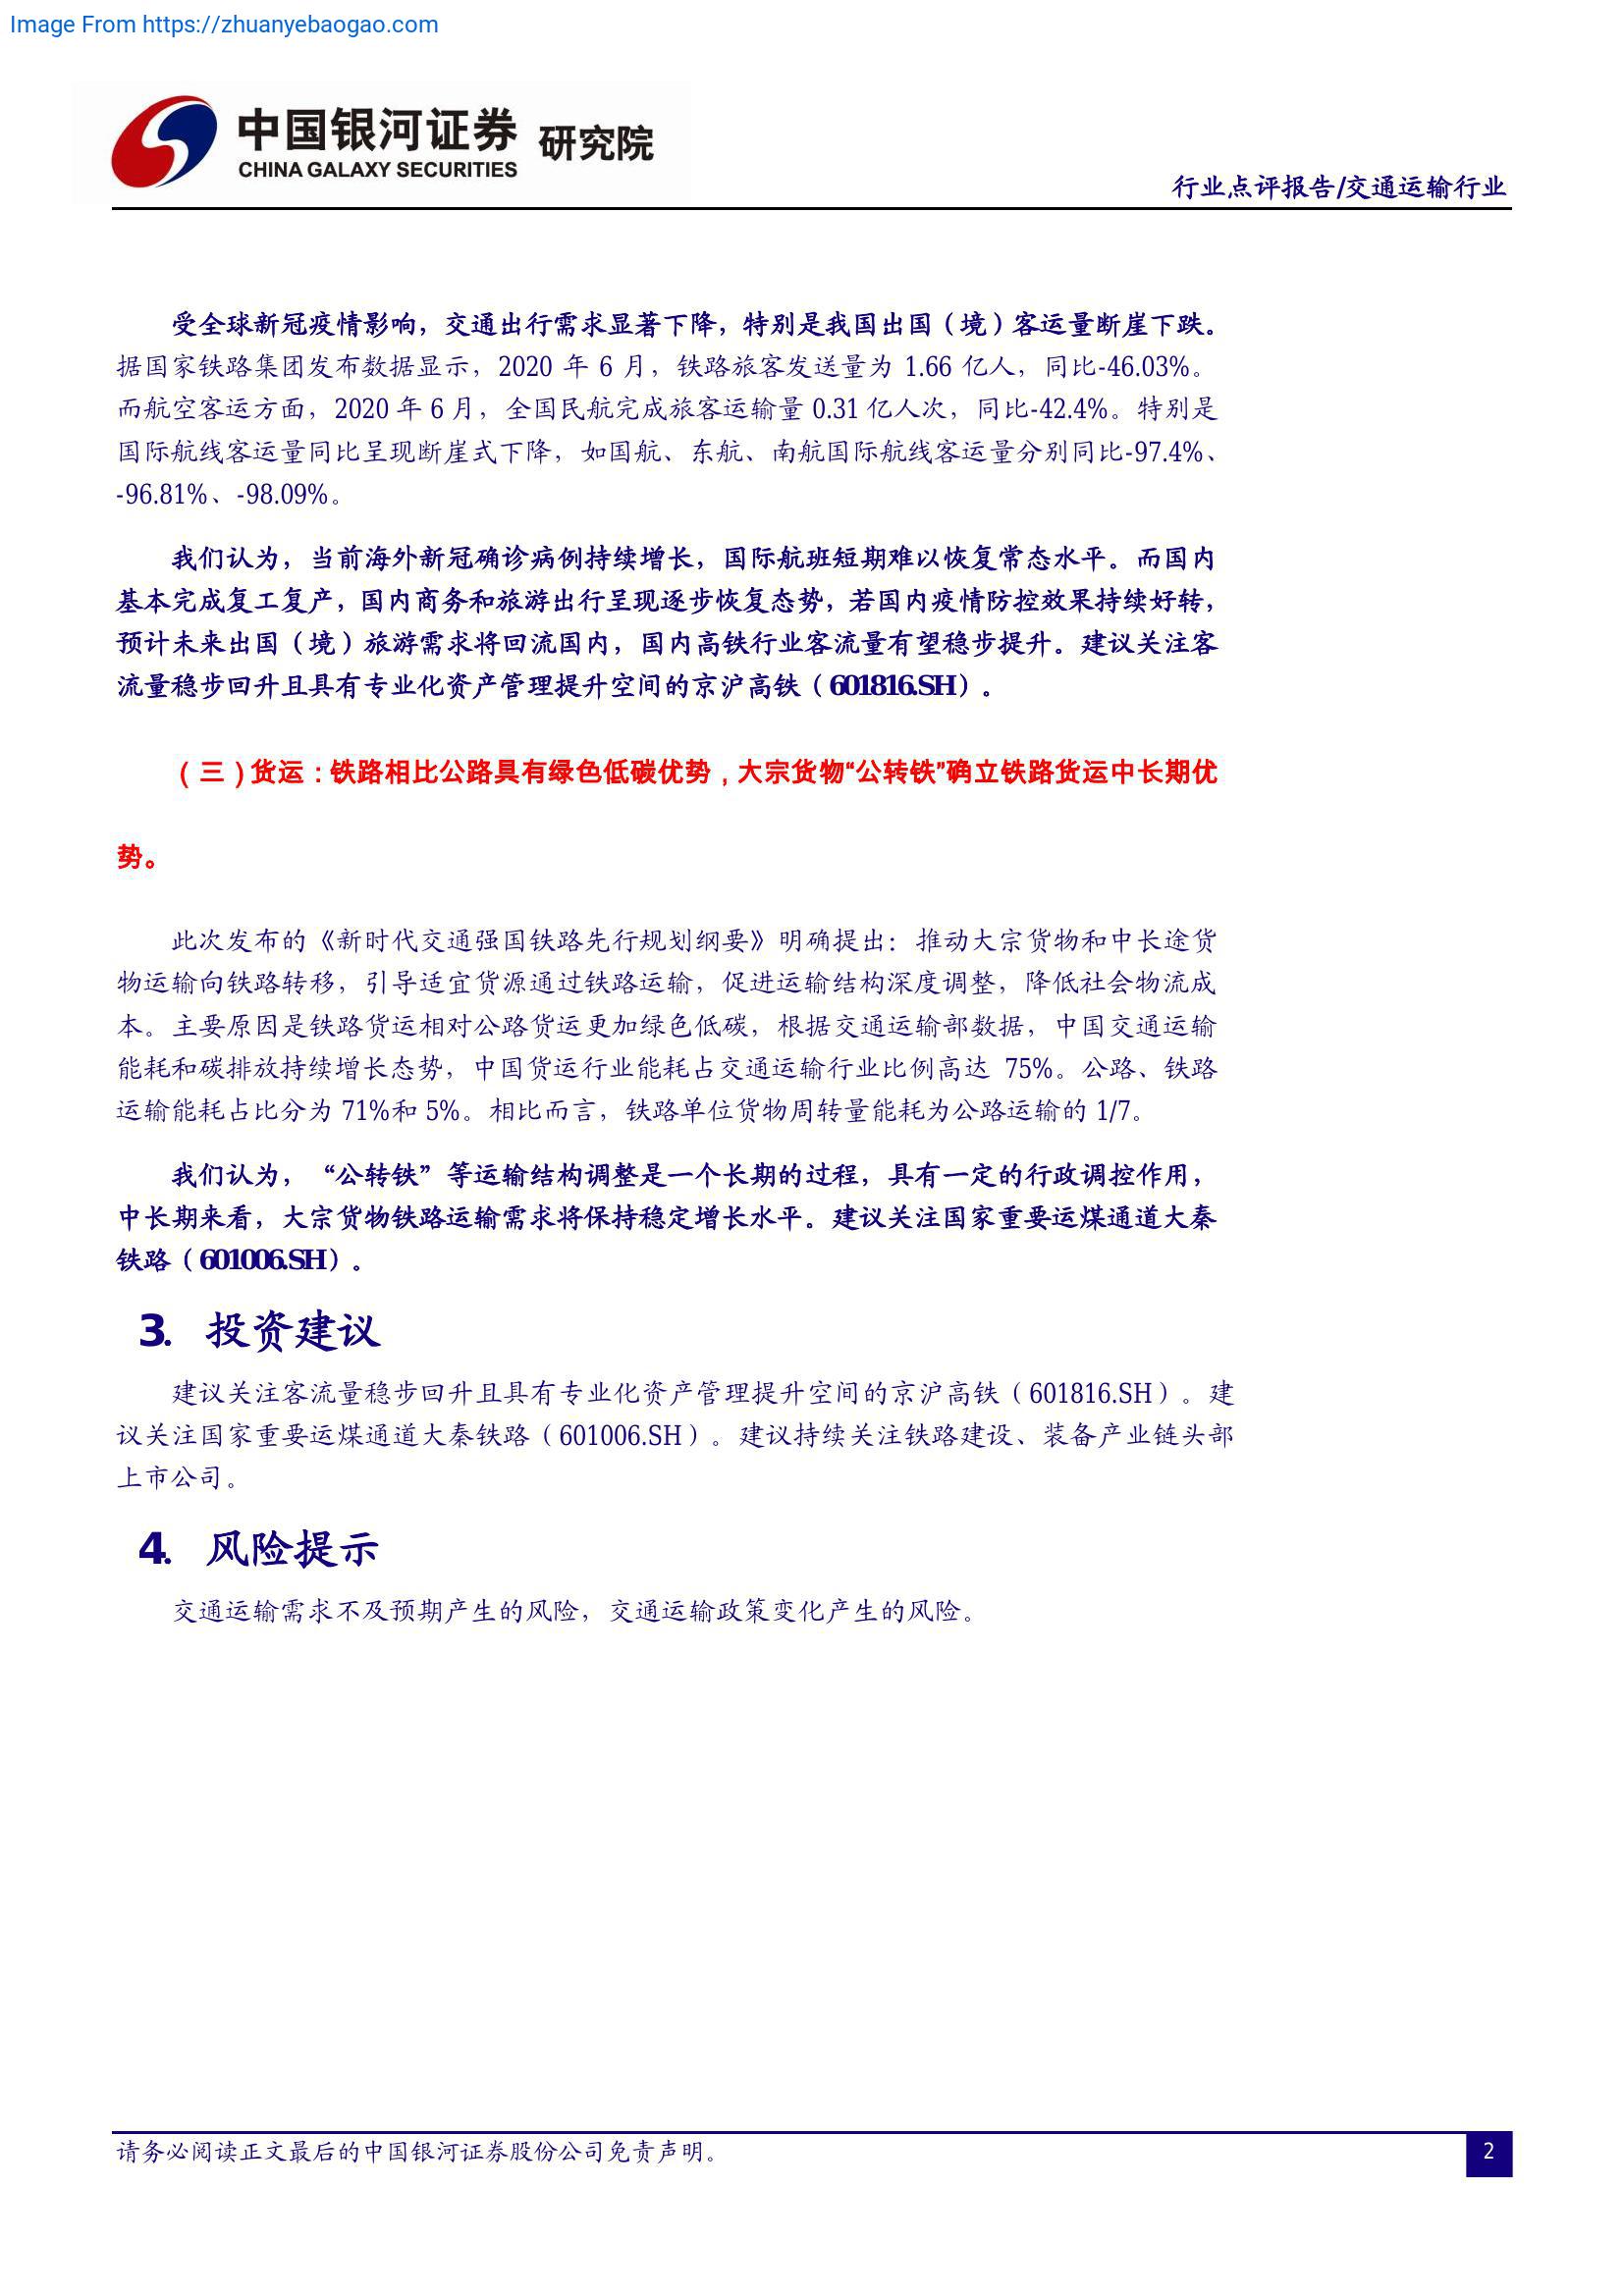 Image From https://zhuanyebaogao.com
中国银河证券 研究院
CHINA GALAXY SECURITIES
行业点评报告/交通运输行业
受全球新冠疫情影响，交通出行需求显著下降，特别是我国出国（境）客运量断崖下跌。
据国家铁路集团发布数据显示，2020 年 6 月，铁路旅客发送量为 1.66 亿人，同比-46.03%。
而航空客运方面，2020 年 6 月，全国民航完成旅客运输量 0.31 亿人次，同比-42.4%。特别是
国际航线客运量同比呈现断崖式下降，如国航、东航、南航国际航线客运量分别同比-97.4%、
-96.81%、-98.09%。
我们认为，当前海外新冠确诊病例持续增长，国际航班短期难以恢复常态水平。而国内
基本完成复工复产，国内商务和旅游出行呈现逐步恢复态势，若国内疫情防控效果持续好转，
预计未来出国（境）旅游需求将回流国内，国内高铁行业客流量有望稳步提升。建议关注客
流量稳步回升且具有专业化资产管理提升空间的京沪高铁（601816.SH）。
（三）货运：铁路相比公路具有绿色低碳优势，大宗货物“公转铁”确立铁路货运中长期优
势。
此次发布的《新时代交通强国铁路先行规划纲要》明确提出：推动大宗货物和中长途货
物运输向铁路转移，引导适宜货源通过铁路运输，促进运输结构深度调整，降低社会物流成
本。主要原因是铁路货运相对公路货运更加绿色低碳，根据交通运输部数据，中国交通运输
能耗和碳排放持续增长态势，中国货运行业能耗占交通运输行业比例高达 75%。公路、铁路
运输能耗占比分为 71%和 5%。相比而言，铁路单位货物周转量能耗为公路运输的 1/7。
我们认为，“公转铁”等运输结构调整是一个长期的过程，具有一定的行政调控作用，
中长期来看，大宗货物铁路运输需求将保持稳定增长水平。建议关注国家重要运煤通道大秦
铁路（601006.SH）。
3. 投资建议
建议关注客流量稳步回升且具有专业化资产管理提升空间的京沪高铁（601816.SH）。建
议关注国家重要运煤通道大秦铁路（601006.SH）。建议持续关注铁路建设、装备产业链头部
上市公司。
4. 风险提示
交通运输需求不及预期产生的风险，交通运输政策变化产生的风险。
请务必阅读正文最后的中国银河证券股份公司免责声明。
2